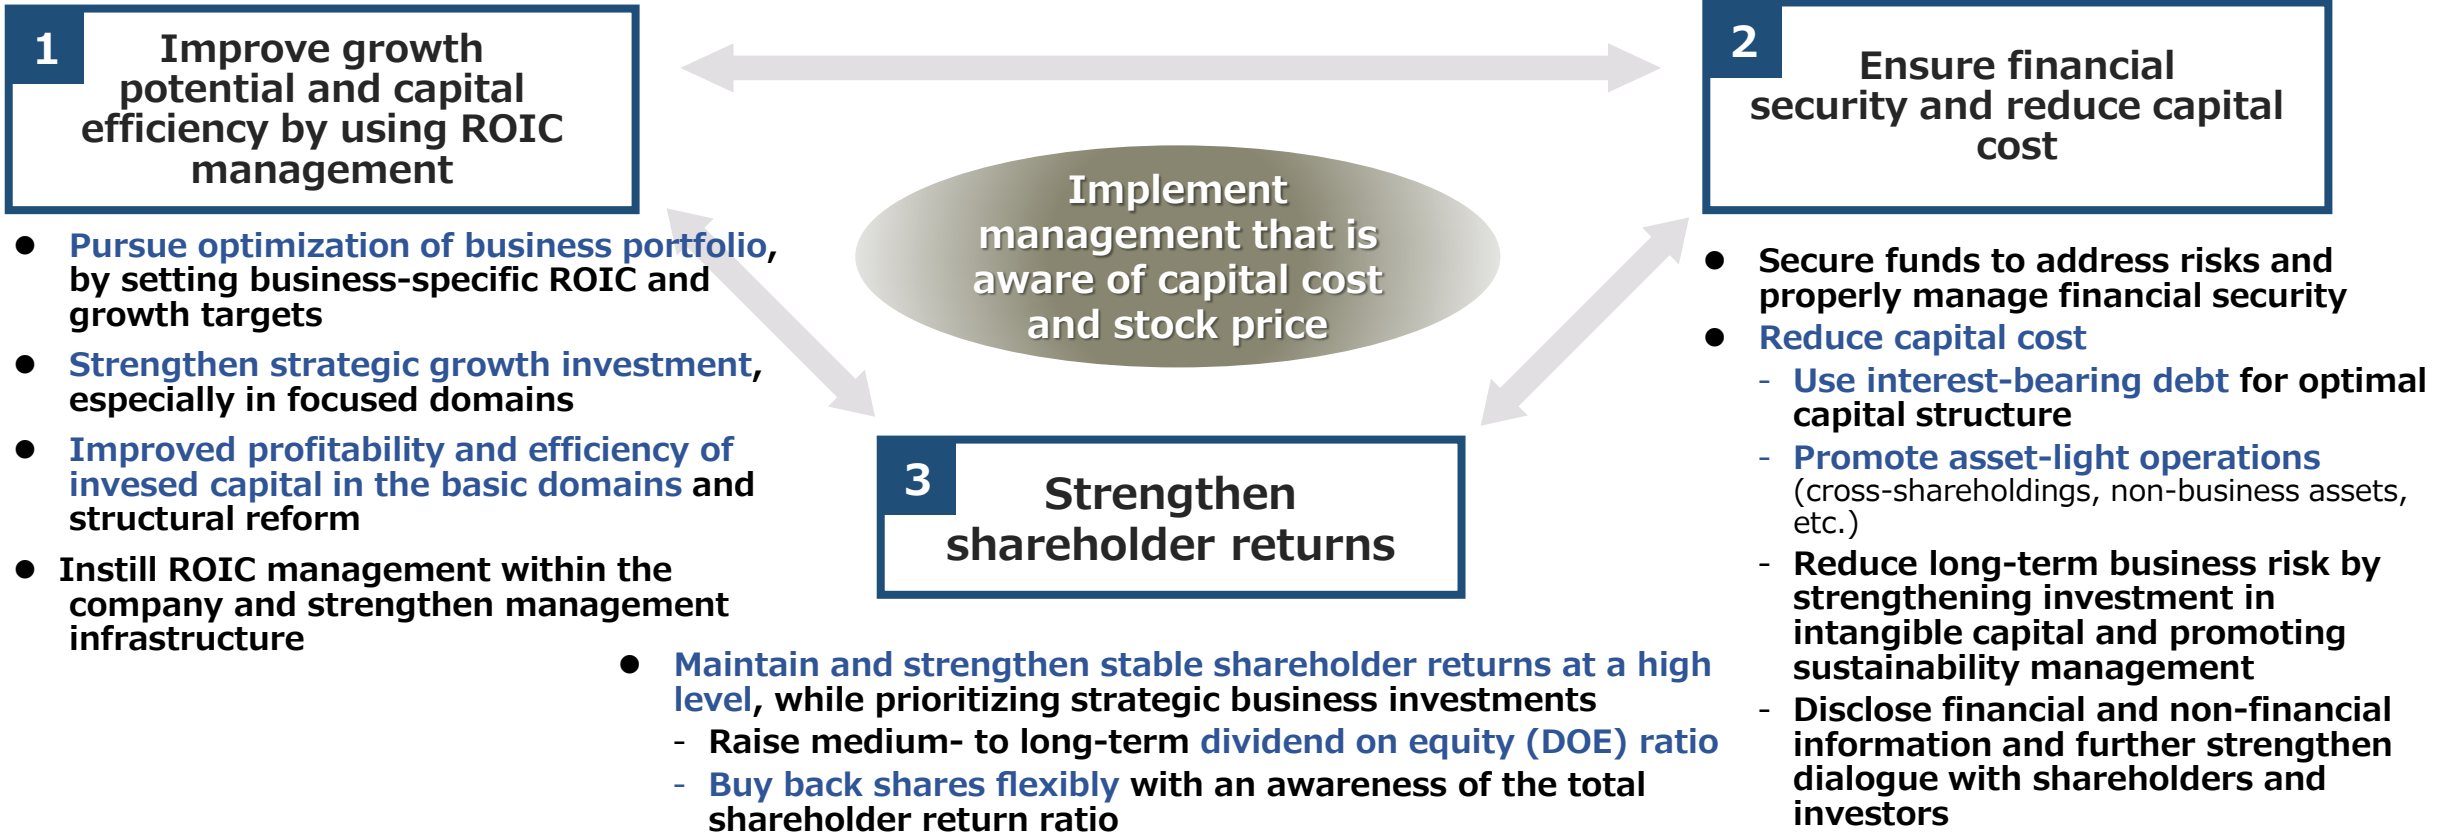 1
Improve growth
potential and capital
efficiency by using ROIC
management
● Pursue optimization of business portfolio,
by setting business-specific ROIC and
growth targets
● Strengthen strategic growth investment,
especially in focused domains
● Improved profitability and efficiency of
invesed capital in the basic domains and
structural reform
● Instill ROIC management within the
company and strengthen management
infrastructure
Implement
management that is
aware of capital cost
and stock price
2
Ensure financial
security and reduce capital
cost
● Secure funds to address risks and
properly manage financial security
● Reduce capital cost
- Use interest-bearing debt for optimal
capital structure
- Promote asset-light operations
(cross-shareholdings, non-business assets,
etc.)
- Reduce long-term business risk by
strengthening investment in
intangible capital and promoting
sustainability management
- Disclose financial and non-financial
information and further strengthen
dialogue with shareholders and
investors
3
Strengthen
shareholder returns
● Maintain and strengthen stable shareholder returns at a high
level, while prioritizing strategic business investments
- Raise medium- to long-term dividend on equity (DOE) ratio
- Buy back shares flexibly with an awareness of the total
shareholder return ratio